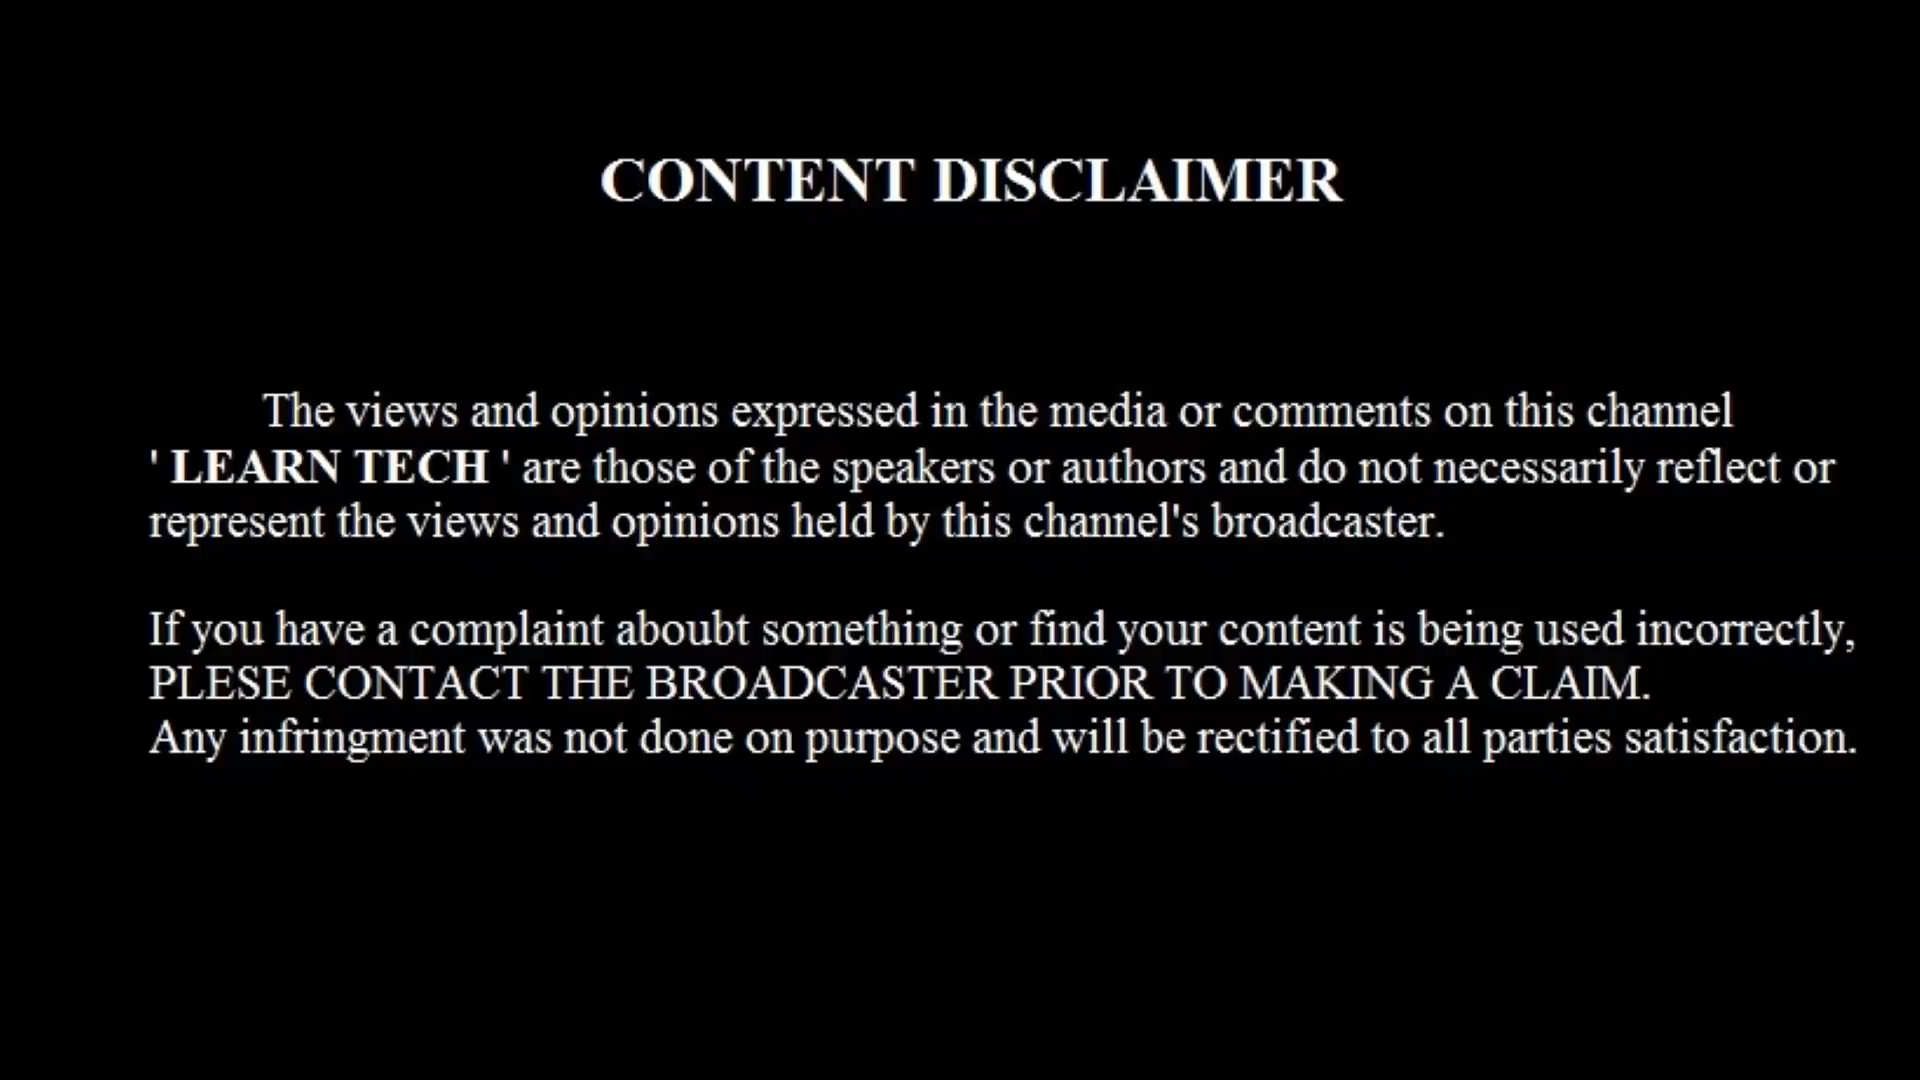 CONTENT DISCLAIMER
The views and opinions expressed in the media or comments on this channel
' LEARN TECH ' are those of the speakers or authors and do not necessarily reflect or
represent the views and opinions held by this channel's broadcaster.
If you have a complaint aboubt something or find your content is being used incorrectly,
PLESE CONTACT THE BROADCASTER PRIOR TO MAKING A CLAIM.
Any infringment was not done on purpose and will be rectified to all parties satisfaction.